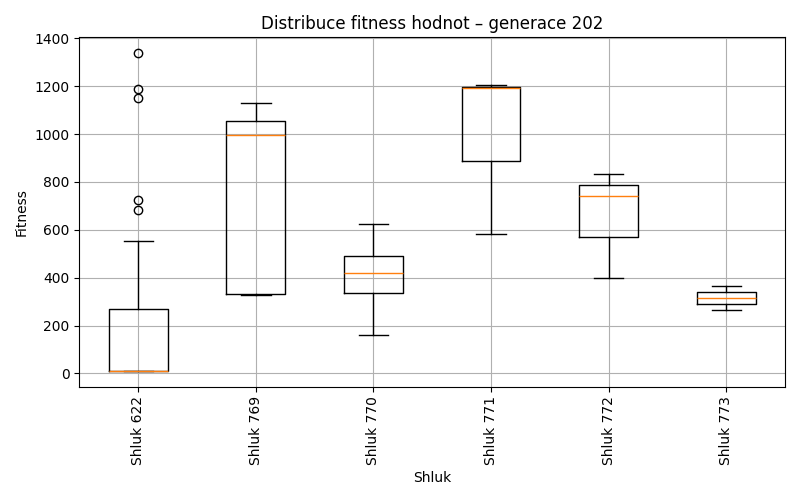 Distribuce fitness hodnot – generace 202
Fitness
1400
1200
1000
800
600
400
200
0
Shluk 622
Shluk 769
Shluk 770
Shluk 771
Shluk 772
Shluk 773
Shluk